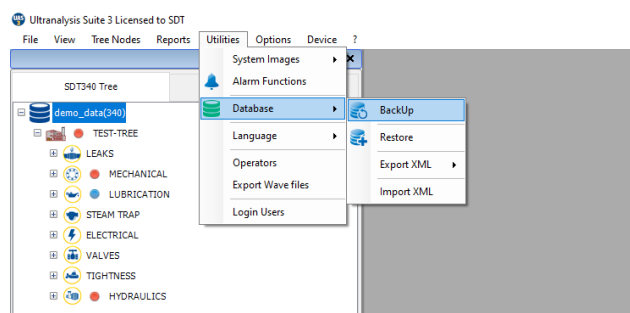 UAS
3
Ultranalysis Suite 3 Licensed to SDT
File View Tree Nodes Reports Utilities Options Device ?
System Images
Alarm Functions
Database
Language
Operators
Export Wave files
Login Users
BackUp
Restore
Export XML
Import XML
SDT340 Tree
demo_data(340)
TEST-TREE
LEAKS
MECHANICAL
LUBRICATION
STEAM TRAP
ELECTRICAL
VALVES
TIGHTNESS
HYDRAULICS